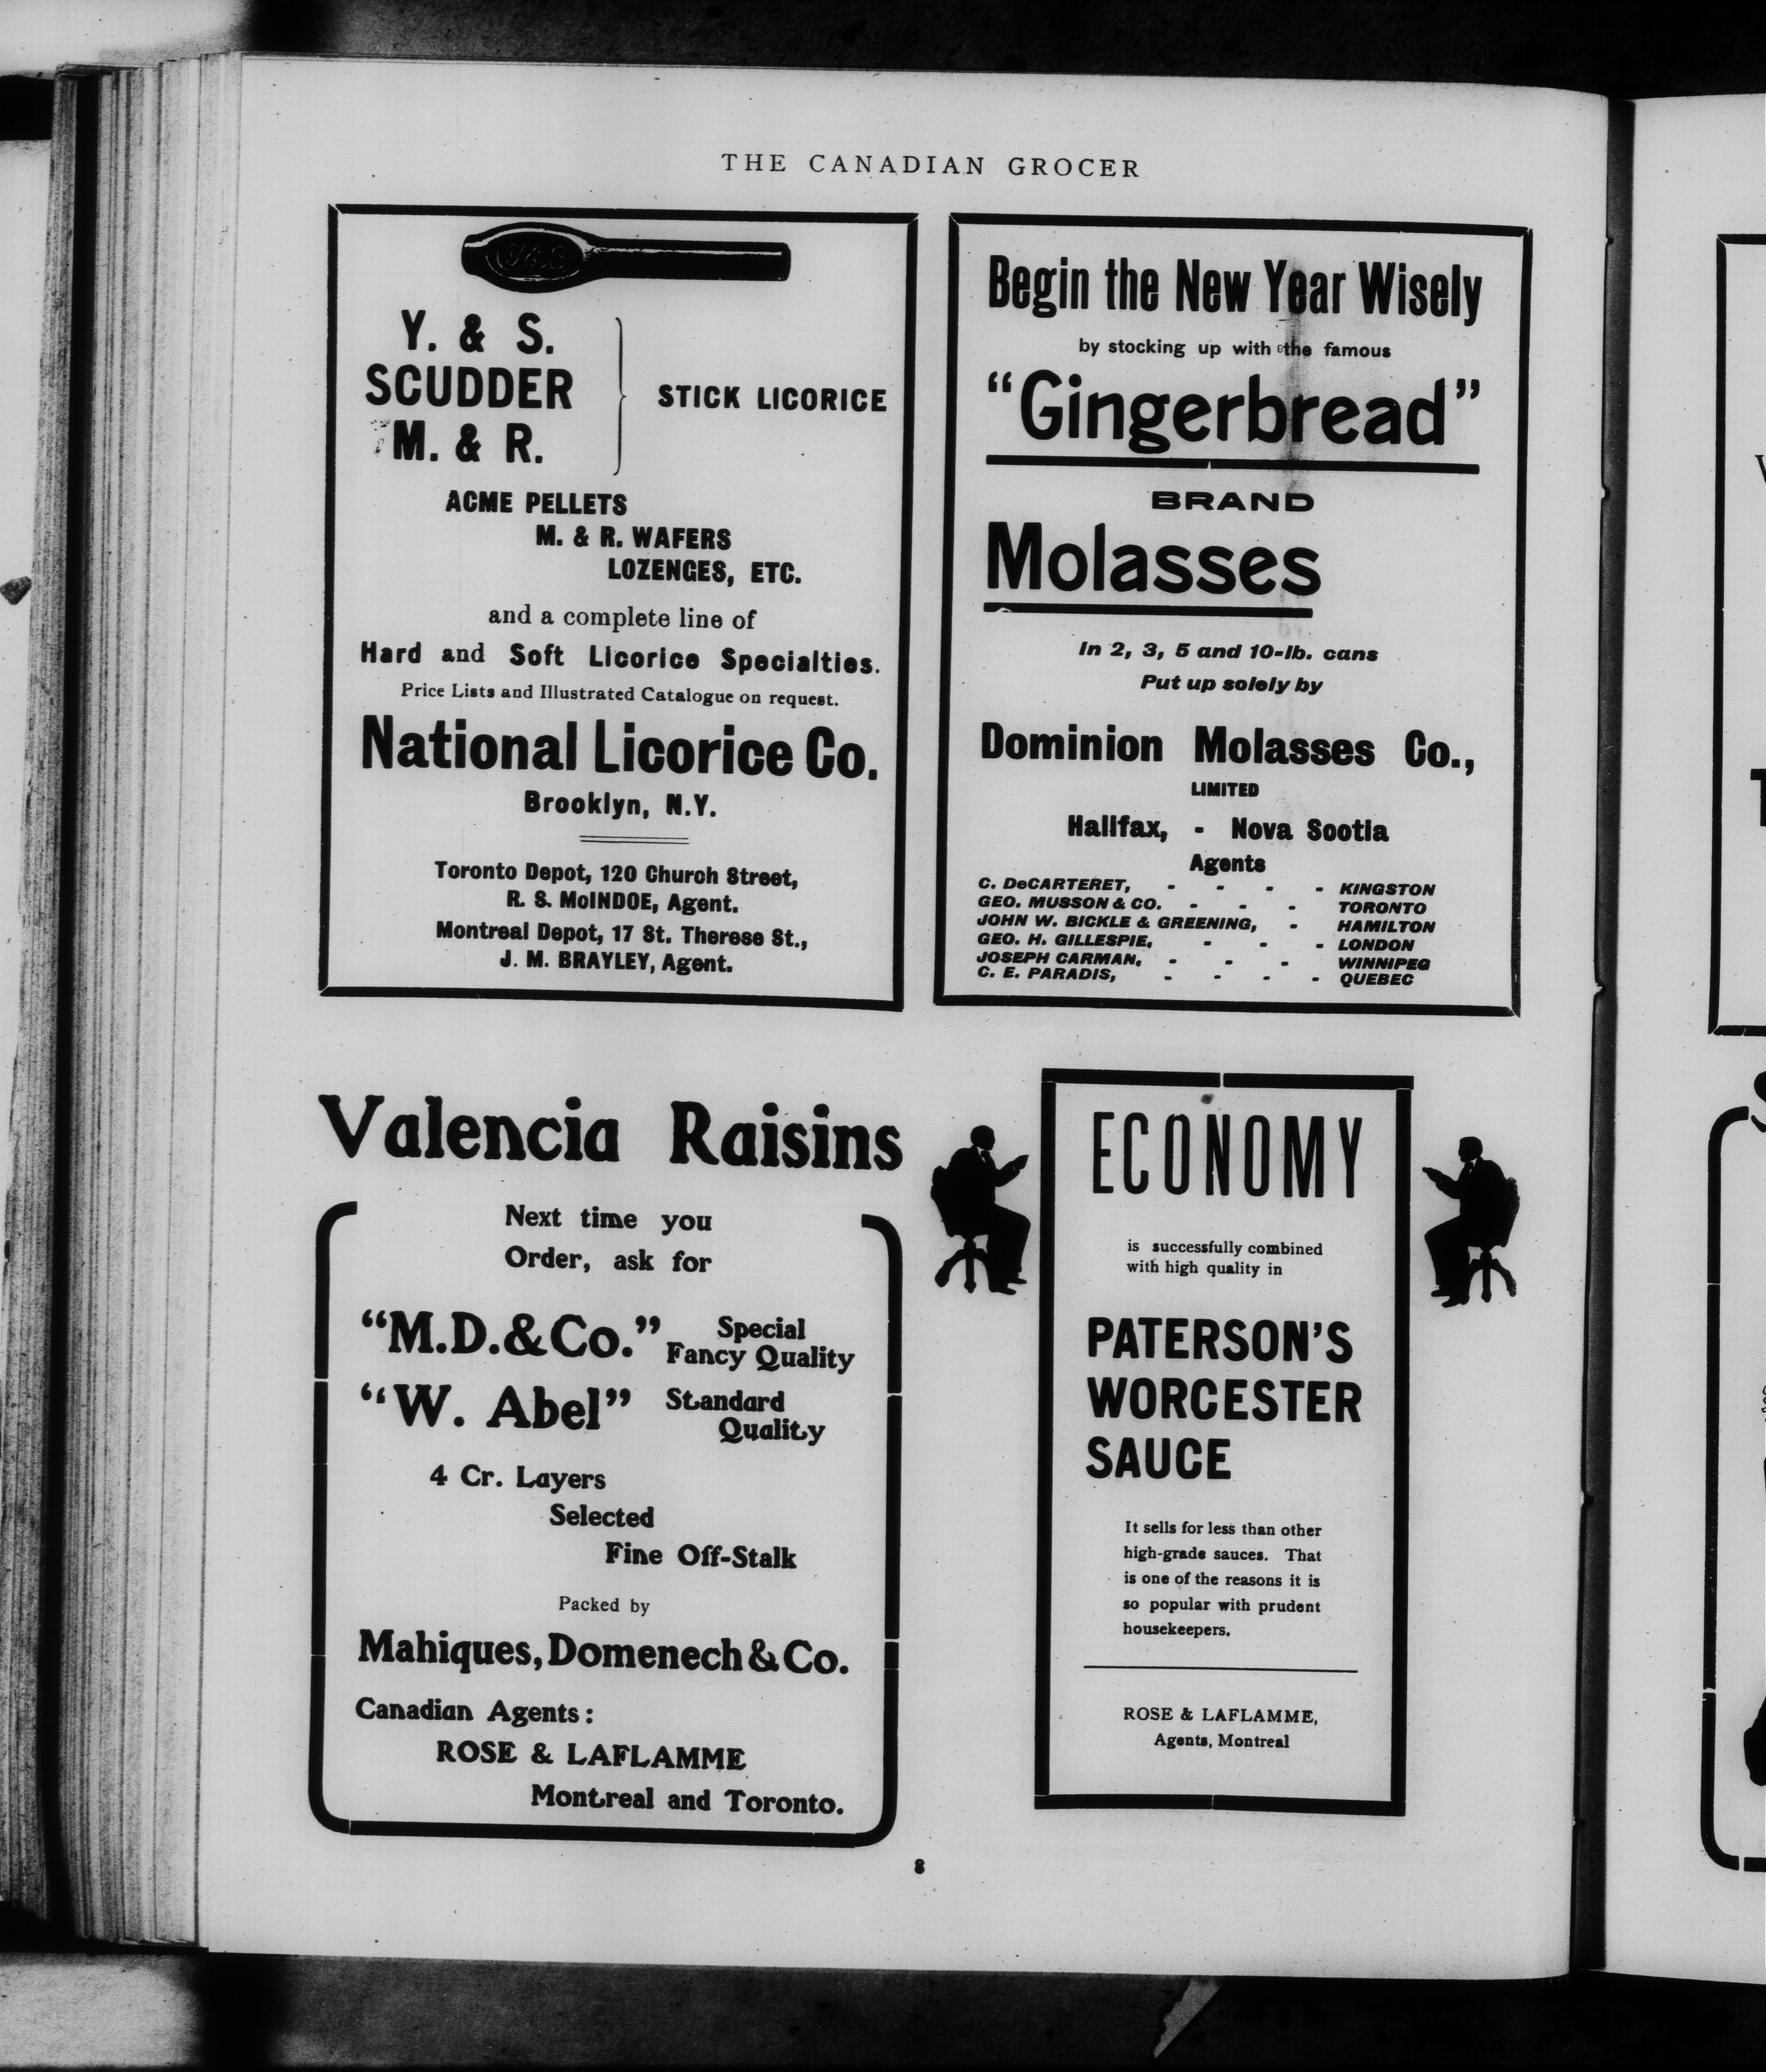 THE CANADIAN GROCER
Y & S
Y. & S.
SCUDDER
M. & R.
STICK LICORICE
ACME PELLETS
M. & R. WAFERS
LOZENGES, ETC.
and a complete line of
Hard and Soft Licorice Specialties.
Price Lists and Illustrated Catalogue on request.
National Licorice Co.
Brooklyn, N.Y.
Toronto Depot, 120 Church Street,
R. S. McINDOE, Agent.
Montreal Depot, 17 St. Therese St.,
J. M. BRAYLEY, Agent.
Begin the New Year Wisely
by stocking up with the famous
"Gingerbread"
BRAND
Molasses
In 2, 3, 5 and 10-lb. cans
Put up solely by
Dominion Molasses Co.,
LIMITED
Halifax, - Nova Scotia
Agents
C. DeCARTERET, - - - - KINGSTON
GEO. MUSSON & CO. - - - TORONTO
JOHN W. BICKLE & GREENING, - HAMILTON
GEO. H. GILLESPIE, - - - LONDON
JOSEPH CARMAN, - - - WINNIPEG
C. E. PARADIS, - - - - QUEBEC
Valencia Raisins
Next time you
Order, ask for
"M.D.&Co." Special
Fancy Quality
"W. Abel" Standard
Quality
4 Cr. Layers
Selected
Fine Off-Stalk
Packed by
Mahiques, Domenech & Co.
Canadian Agents:
ROSE & LAFLAMME
Montreal and Toronto.
ECONOMY
is successfully combined
with high quality in
PATERSON'S
WORCESTER
SAUCE
It sells for less than other
high-grade sauces. That
is one of the reasons it is
so popular with prudent
housekeepers.
ROSE & LAFLAMME,
Agents, Montreal
8